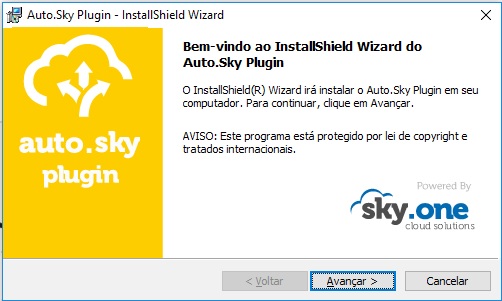 Auto.Sky Plugin - InstallShield Wizard
auto.sky
plugin
Bem-vindo ao InstallShield Wizard do
Auto.Sky Plugin
O InstallShield(R) Wizard irá instalar o Auto.Sky Plugin em seu
computador. Para continuar, clique em Avançar.
AVISO: Este programa está protegido por lei de copyright e
tratados internacionais.
Powered By
sky.one
cloud solutions
< Voltar
Avançar >
Cancelar